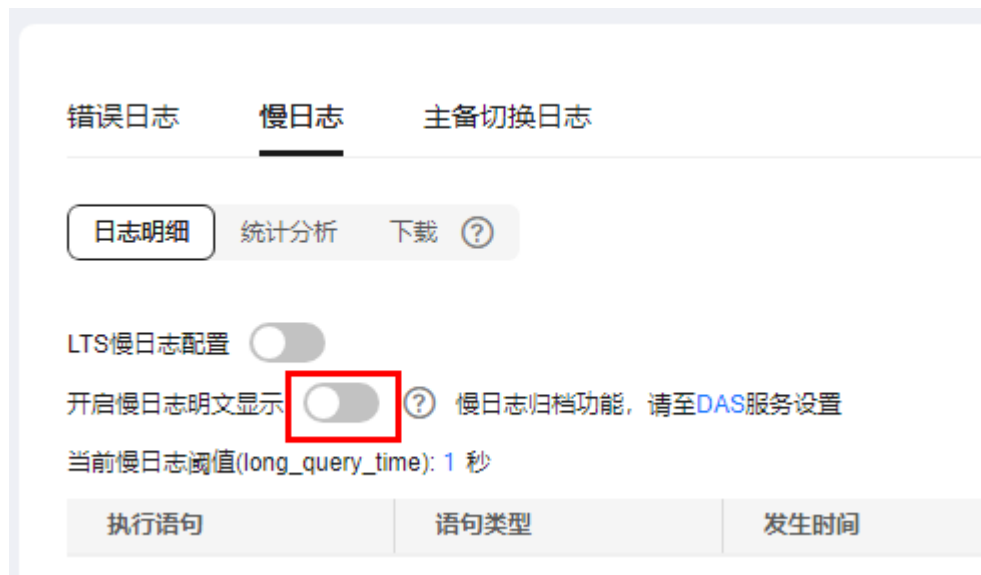 错误日志 慢日志 主备切换日志
日志明细 统计分析 下载 ?
LTS慢日志配置
开启慢日志明文显示 ? 慢日志归档功能，请至DAS服务设置
当前慢日志阈值(long_query_time): 1 秒
执行语句 语句类型 发生时间